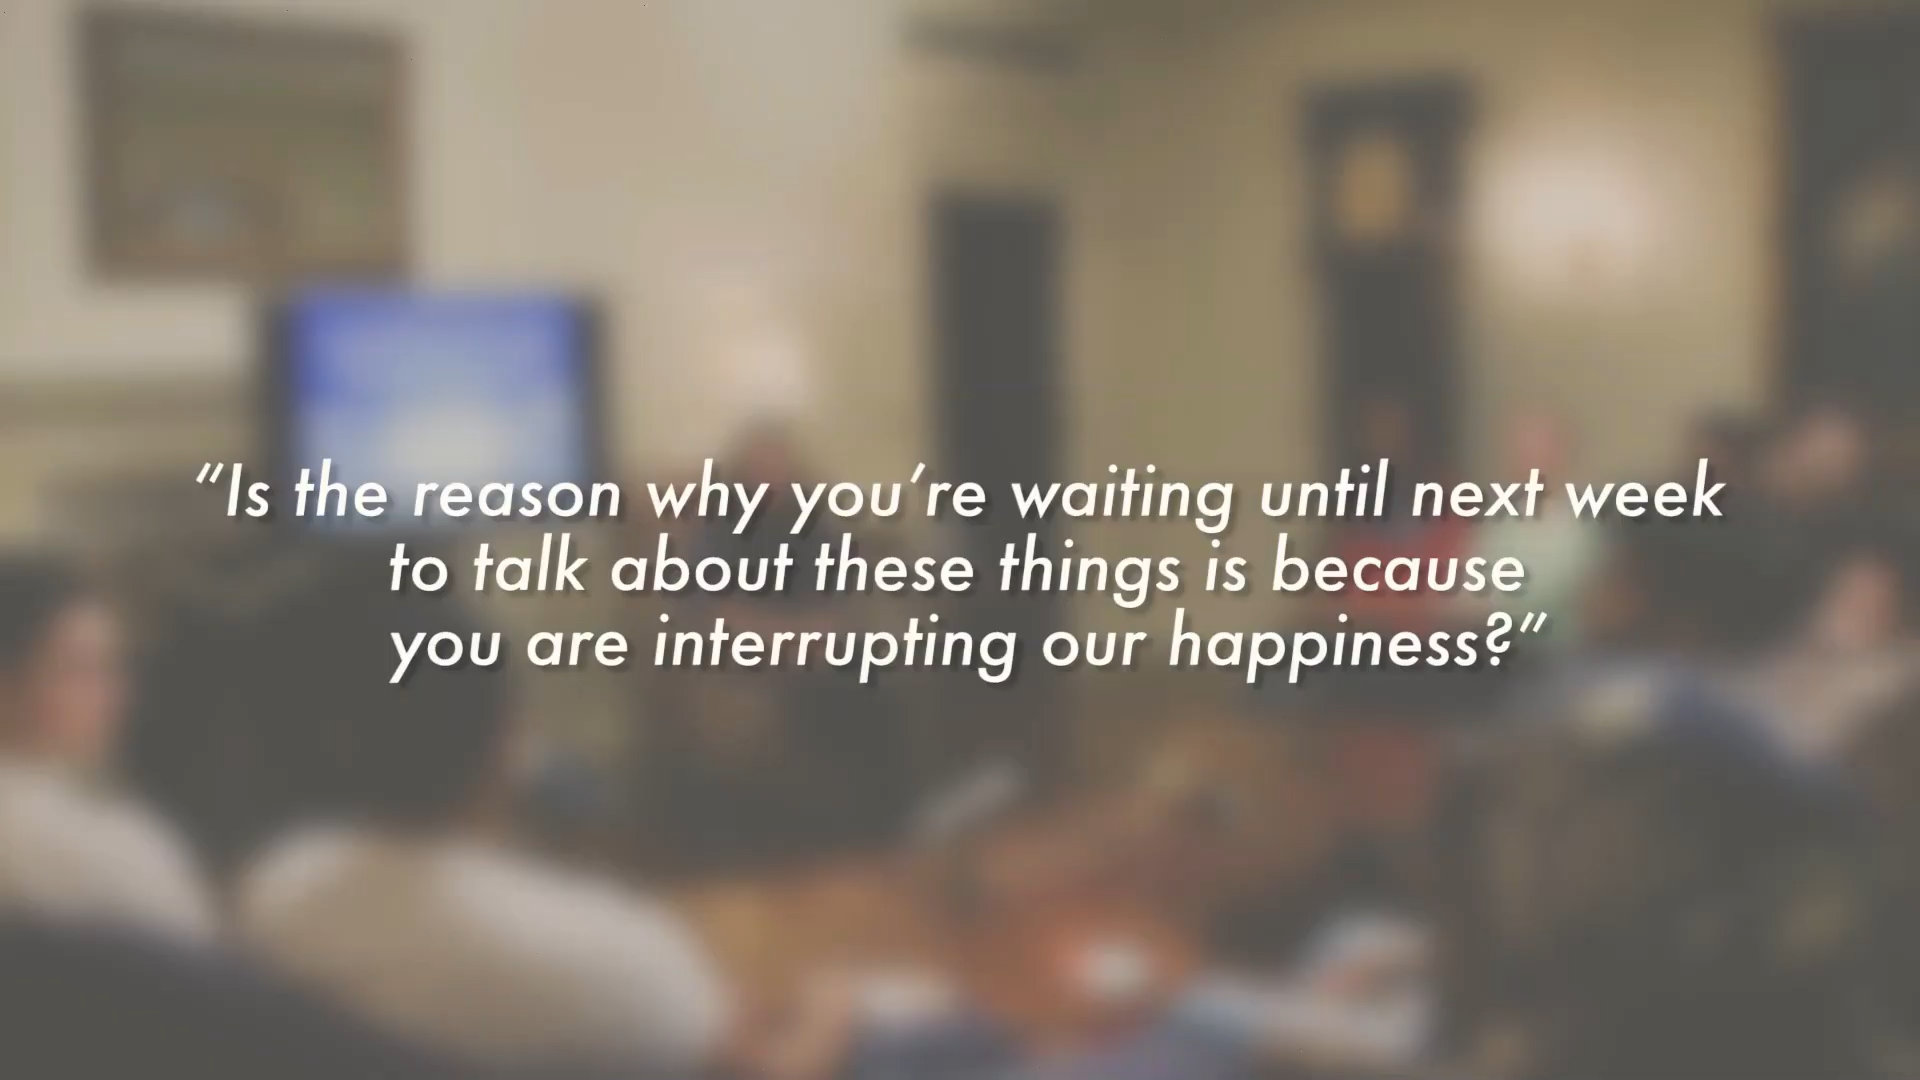 “Is the reason why you’re waiting until next week
to talk about these things is because
you are interrupting our happiness?”